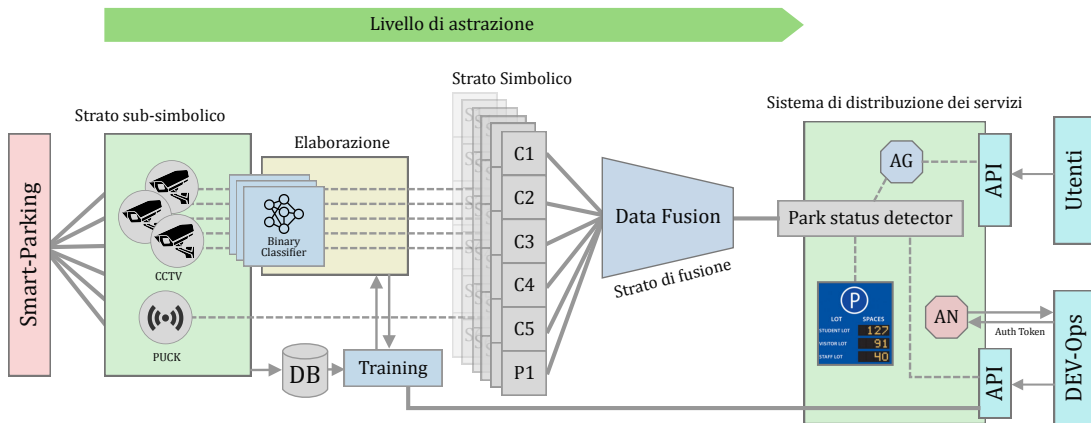 Livello di astrazione
Strato Simbolico
Strato sub-simbolico
Sistema di distribuzione dei servizi
Elaborazione
Smart-Parking
CCTV
Binary
Classifier
PUCK
DB
Training
C1
C2
C3
C4
C5
P1
Data Fusion
Strato di fusione
AG
Park status detector
P
LOT SPACES
STUDENT LOT 127
VISITOR LOT 91
STAFF LOT 40
AN
Auth Token
API
API
Utenti
DEV-Ops